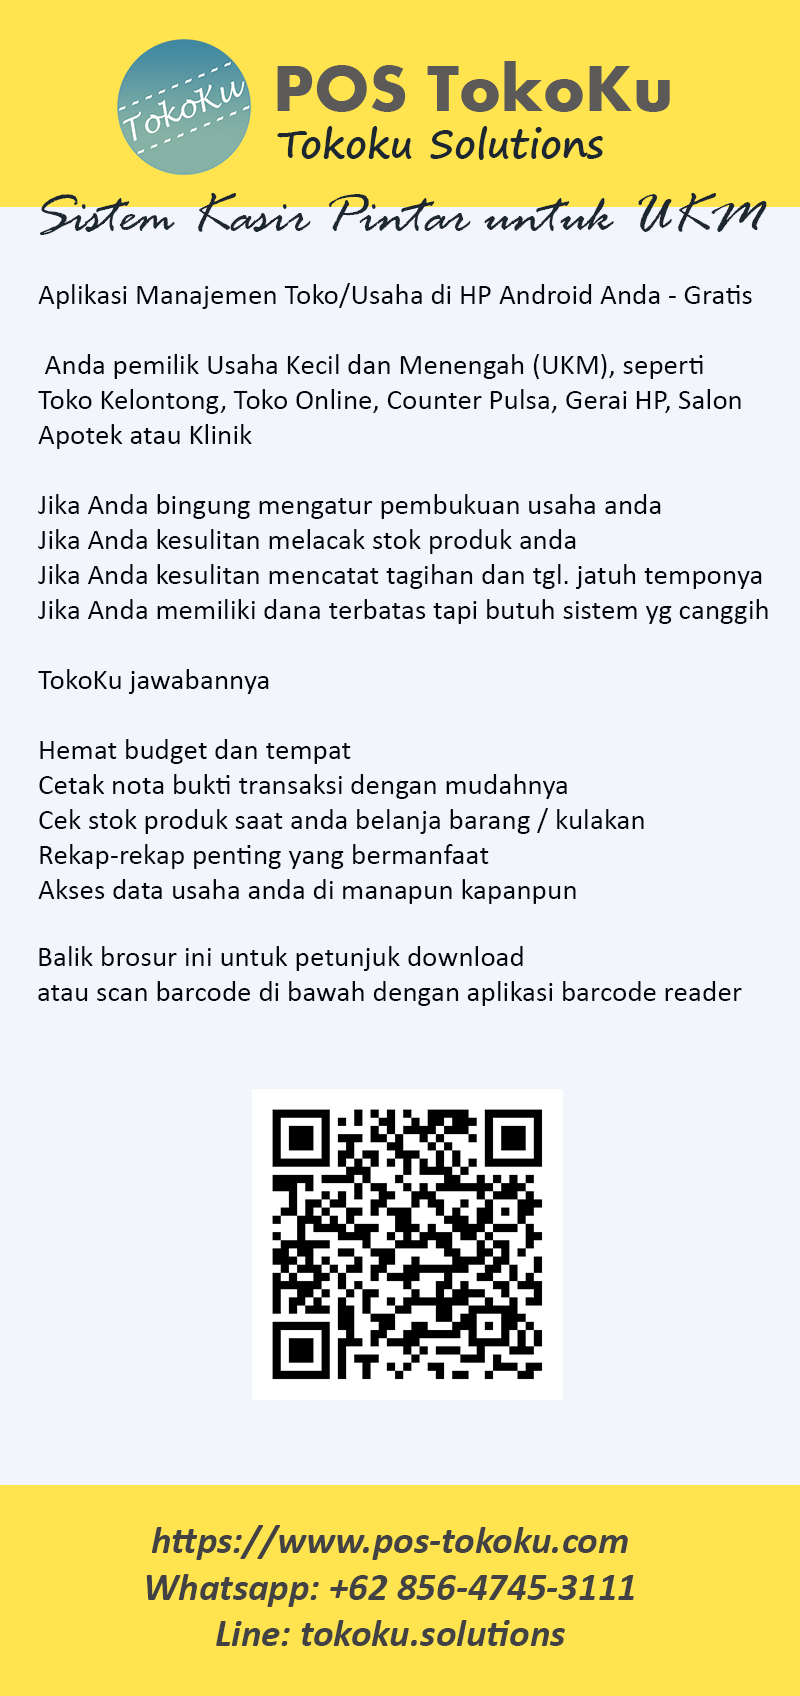 TokoKu
POS TokoKu
Tokoku Solutions
Sistem Kasir Pintar untuk UKM
Aplikasi Manajemen Toko/Usaha di HP Android Anda - Gratis
Anda pemilik Usaha Kecil dan Menengah (UKM), seperti
Toko Kelontong, Toko Online, Counter Pulsa, Gerai HP, Salon
Apotek atau Klinik
Jika Anda bingung mengatur pembukuan usaha anda
Jika Anda kesulitan melacak stok produk anda
Jika Anda kesulitan mencatat tagihan dan tgl. jatuh temponya
Jika Anda memiliki dana terbatas tapi butuh sistem yg canggih
TokoKu jawabannya
Hemat budget dan tempat
Cetak nota bukti transaksi dengan mudahnya
Cek stok produk saat anda belanja barang / kulakan
Rekap-rekap penting yang bermanfaat
Akses data usaha anda di manapun kapanpun
Balik brosur ini untuk petunjuk download
atau scan barcode di bawah dengan aplikasi barcode reader
https://www.pos-tokoku.com
Whatsapp: +62 856-4745-3111
Line: tokoku.solutions